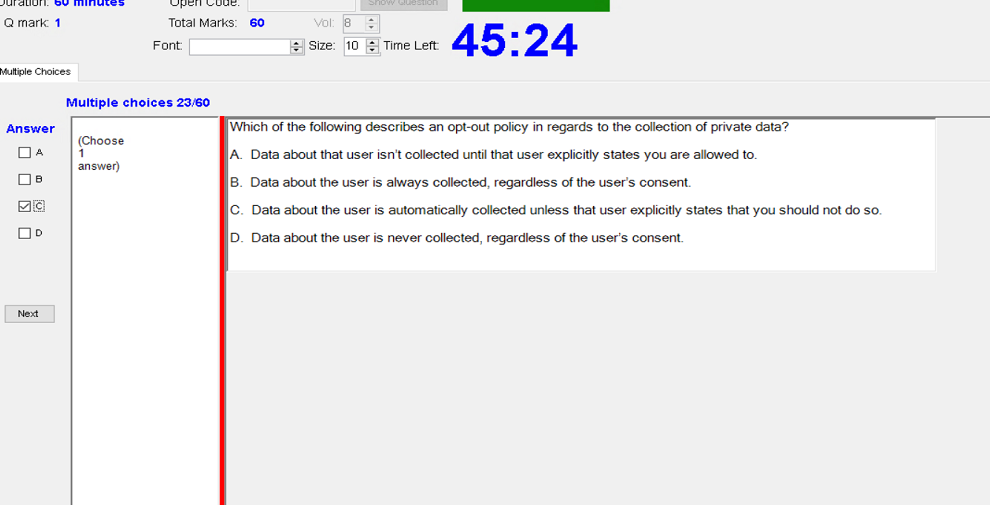 Duration: 60 minutes Open Code: Show Question
Q mark: 1 Total Marks: 60 Vol: 8
Font: Size: 10 Time Left: 45:24
Multiple Choices
Multiple choices 23/60
Answer
A
B
C
D
Next
(Choose
1
answer)
Which of the following describes an opt-out policy in regards to the collection of private data?
A. Data about that user isn't collected until that user explicitly states you are allowed to.
B. Data about the user is always collected, regardless of the user's consent.
C. Data about the user is automatically collected unless that user explicitly states that you should not do so.
D. Data about the user is never collected, regardless of the user's consent.